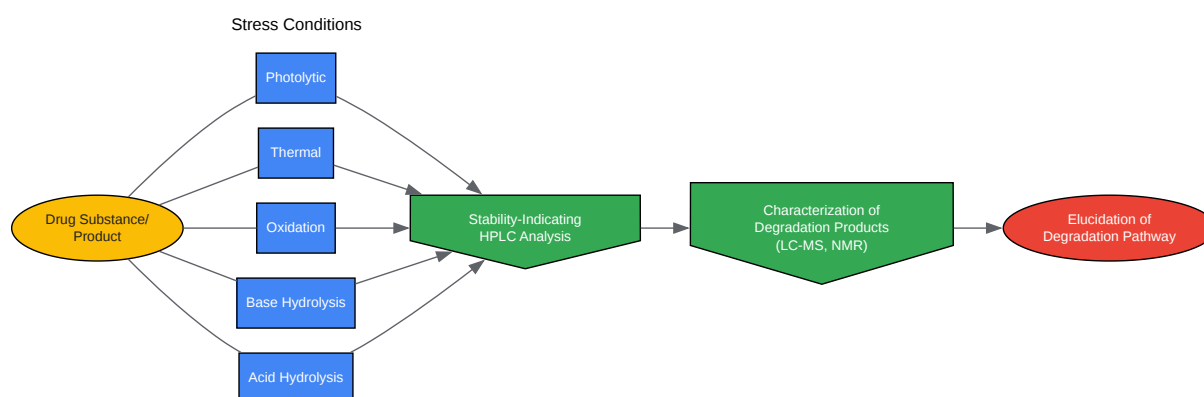 Stress Conditions
Photolytic
Thermal
Drug Substance/
Product
Oxidation
Base Hydrolysis
Acid Hydrolysis
Stability-Indicating
HPLC Analysis
Characterization of
Degradation Products
(LC-MS, NMR)
Elucidation of
Degradation Pathway